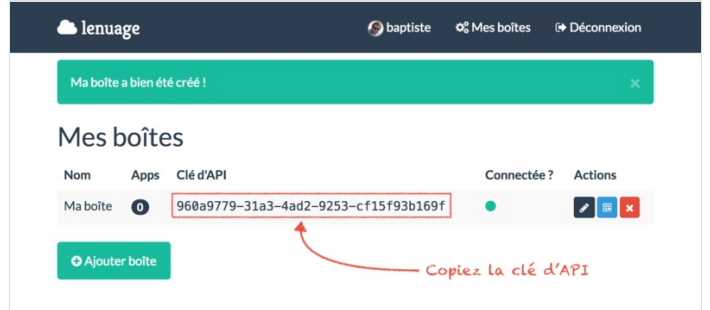 lenuage baptiste Mes boîtes Déconnexion
Ma boîte a bien été créé ! ×
Mes boîtes
Nom Apps Clé d'API Connectée ? Actions
Ma boîte 0 960a9779-31a3-4ad2-9253-cf15f93b169f
Ajouter boîte
Copiez la clé d'API